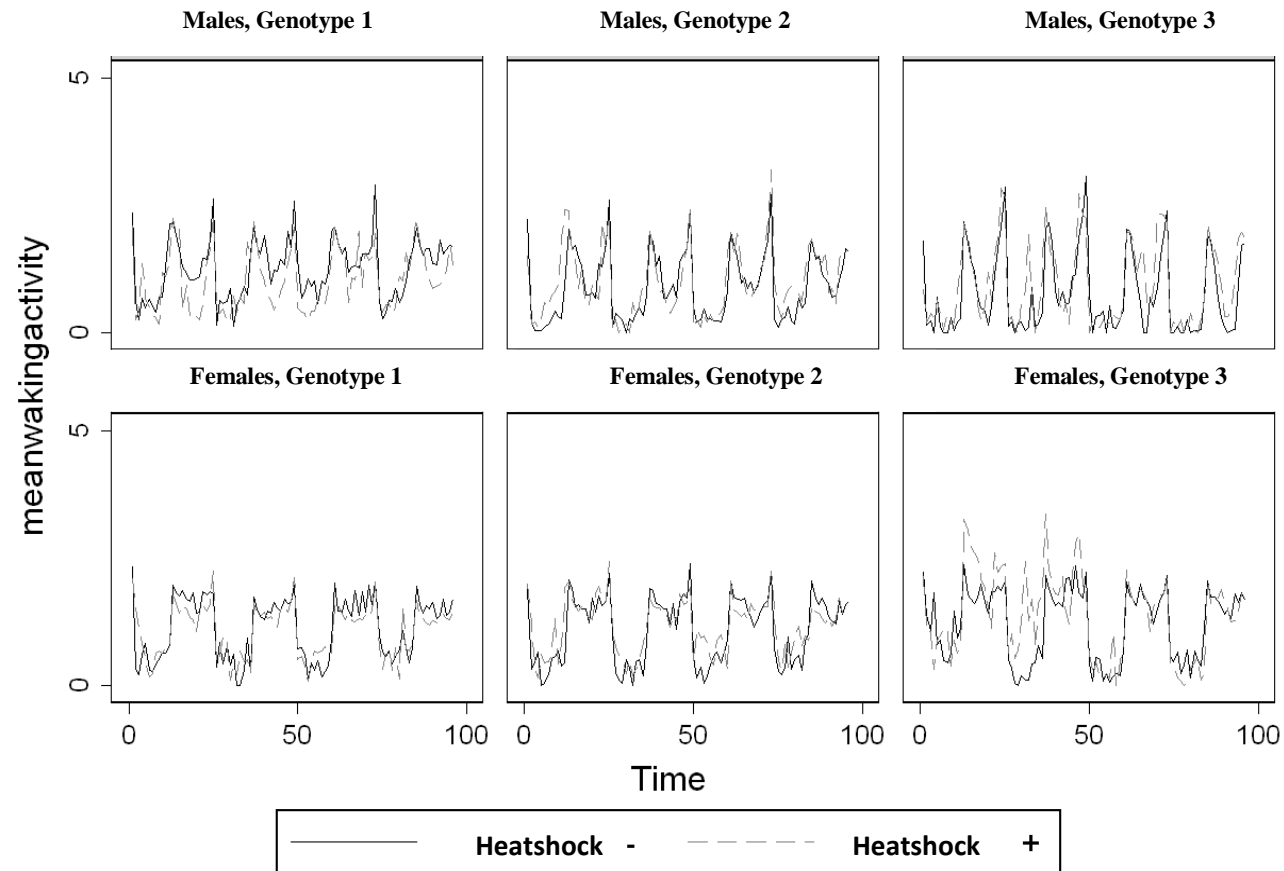 Males, Genotype 1
Males, Genotype 2
Males, Genotype 3
5
0
Females, Genotype 1
Females, Genotype 2
Females, Genotype 3
5
0
meanwakingactivity
0 50 100
0 50 100
0 50 100
Time
Heatshock - Heatshock +